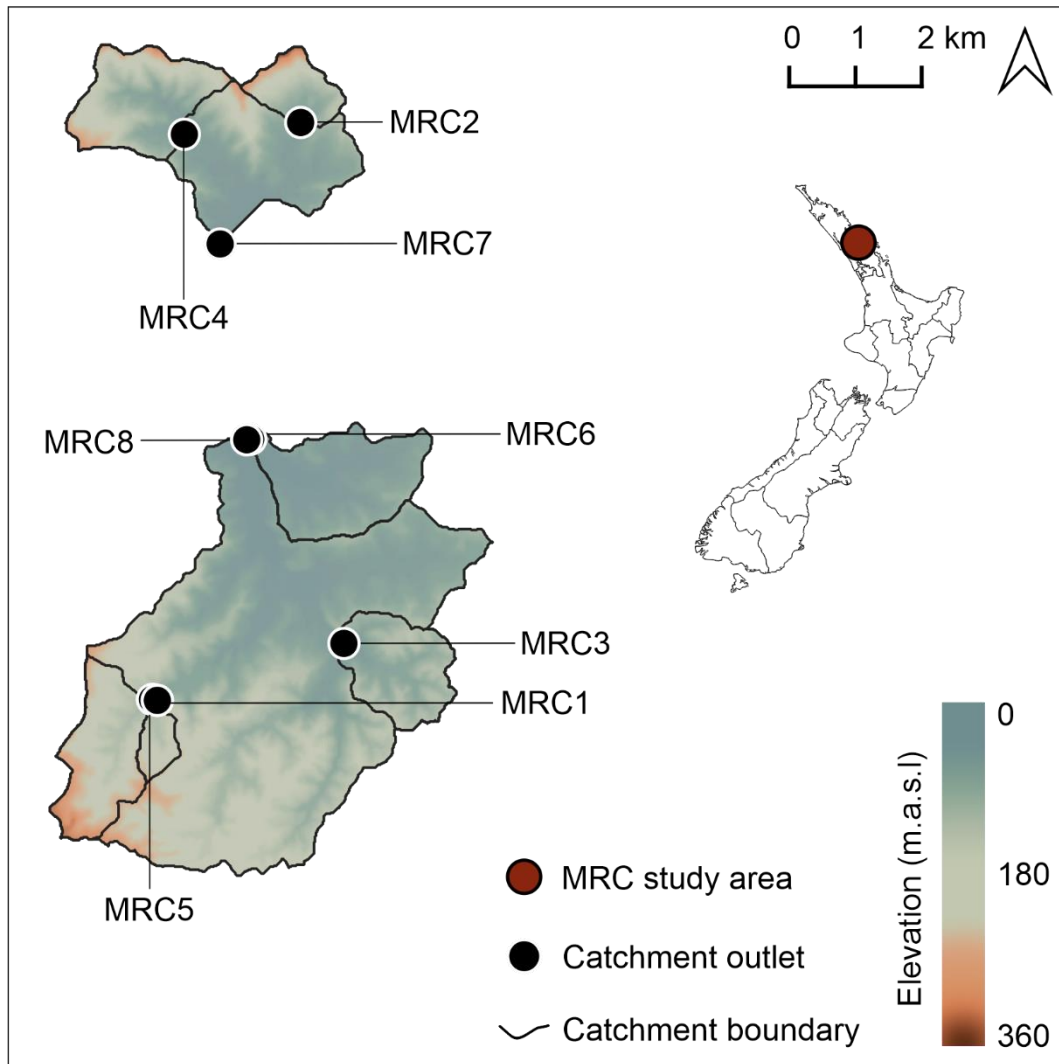 0 1 2 km
MRC2
MRC7
MRC4
MRC8
MRC6
MRC3
MRC1
MRC5
MRC study area
Catchment outlet
Catchment boundary
Elevation (m.a.s.l)
0
180
360